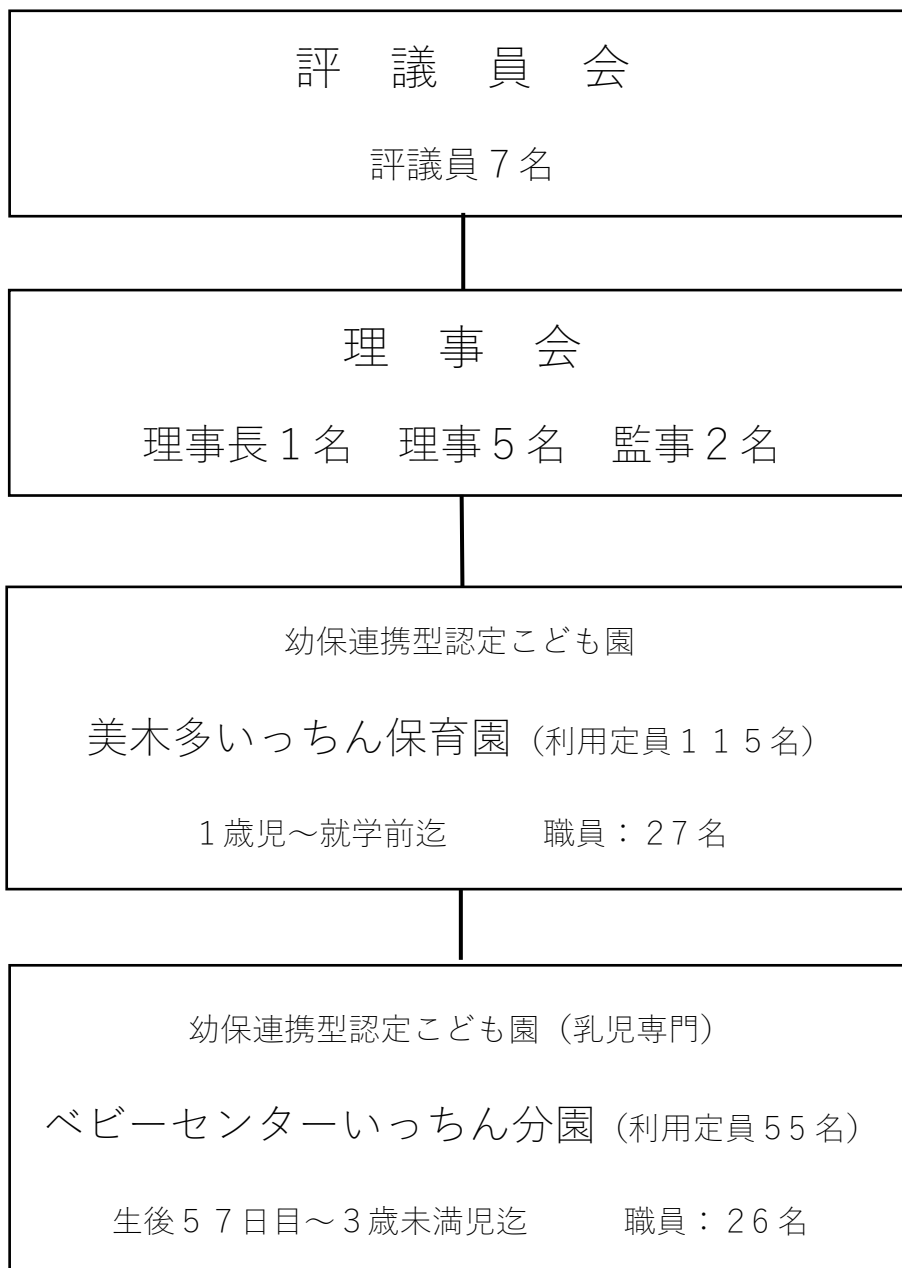 評　議　員　会
評議員７名
理　事　会
理事長１名　理事５名　監事２名
幼保連携型認定こども園
美木多いっちん保育園（利用定員１１５名）
１歳児～就学前迄　　　職員：27名
幼保連携型認定こども園（乳児専門）
ベビーセンターいっちん分園（利用定員55名）
生後５７日目～３歳未満児迄　　　職員：26名